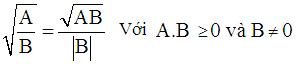 √(A/B) = √(AB)/|B| Với A.B ≥ 0 và B ≠ 0